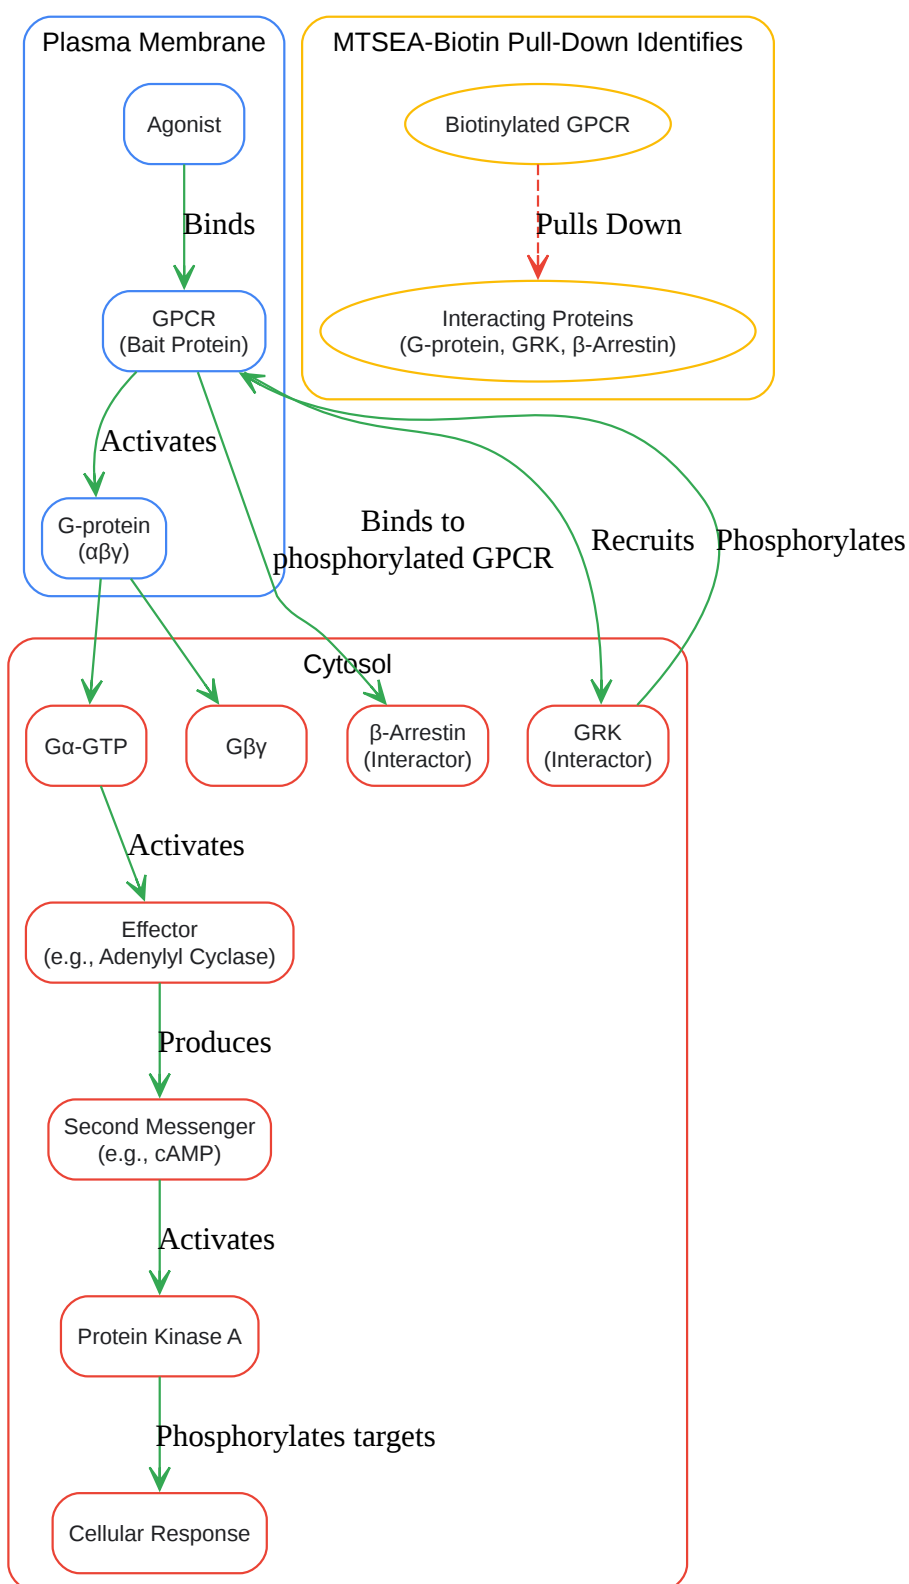 Plasma Membrane
MTSEA-Biotin Pull-Down Identifies
Agonist
Biotinylated GPCR
Binds
Pulls Down
GPCR
(Bait Protein)
Interacting Proteins
(G-protein, GRK, β-Arrestin)
Activates
G-protein
(αβγ)
Binds to
phosphorylated GPCR
Recruits
Phosphorylates
Cytosol
Gα-GTP
Gβγ
β-Arrestin
(Interactor)
GRK
(Interactor)
Activates
Effector
(e.g., Adenylyl Cyclase)
Produces
Second Messenger
(e.g., cAMP)
Activates
Protein Kinase A
Phosphorylates targets
Cellular Response